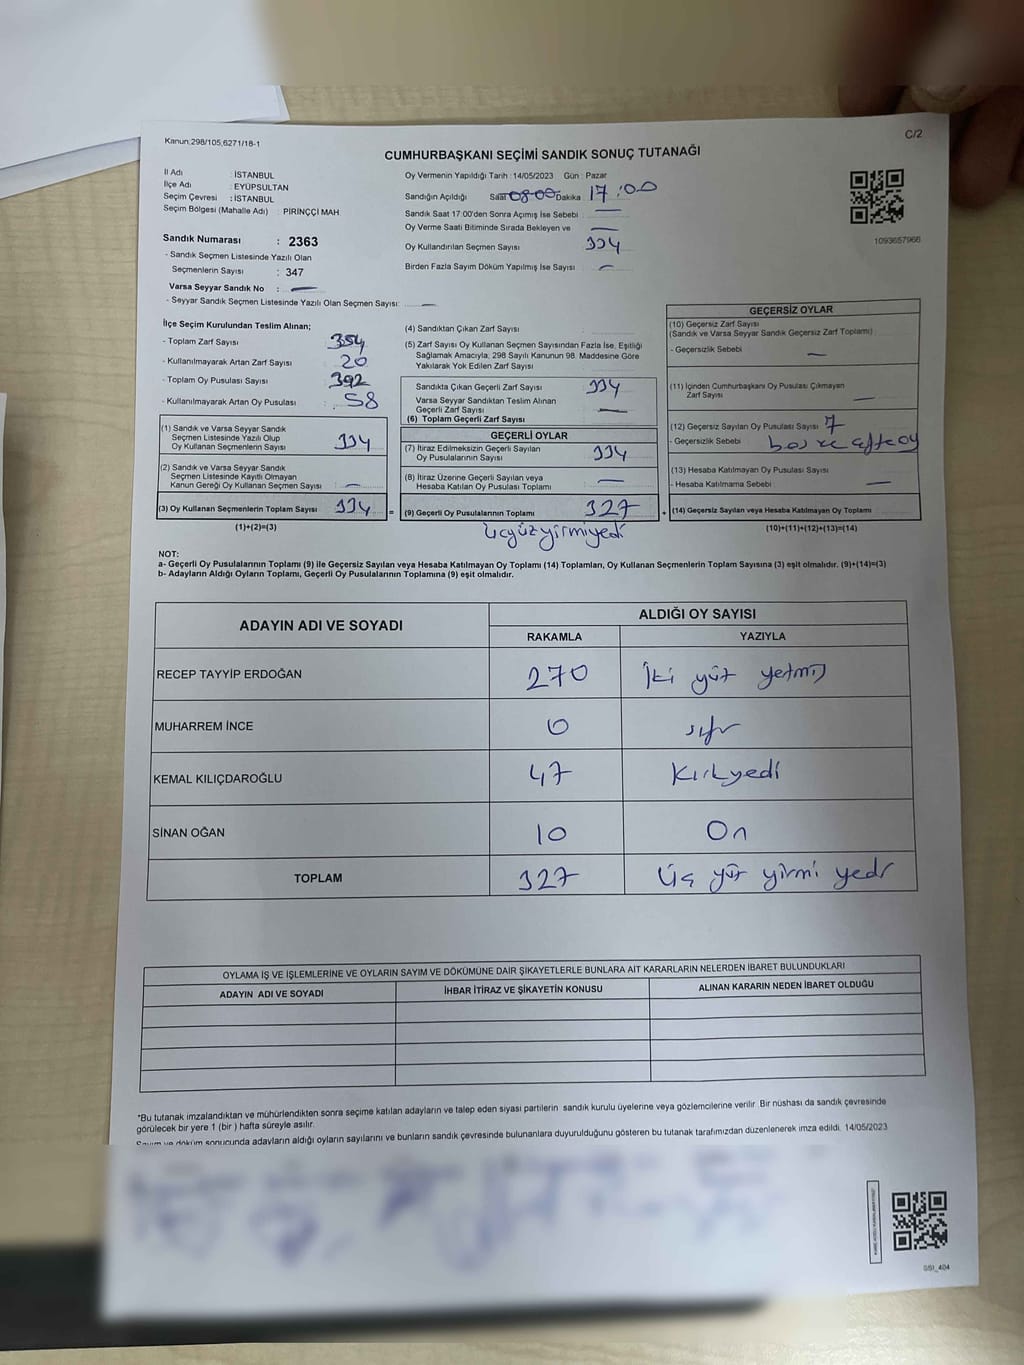 Kanun:298/105,6271/18-1
C/2
CUMHURBAŞKANI SEÇİMİ SANDIK SONUÇ TUTANAĞI
İl Adı : İSTANBUL
İlçe Adı : EYÜPSULTAN
Seçim Çevresi : İSTANBUL
Seçim Bölgesi (Mahalle Adı) : PİRİNÇÇİ MAH
Sandık Numarası : 2363
- Sandık Seçmen Listesinde Yazılı Olan
Seçmenlerin Sayısı : 347
Varsa Seyyar Sandık No : —
- Seyyar Sandık Seçmen Listesinde Yazılı Olan Seçmen Sayısı: —
Oy Vermenin Yapıldığı Tarih : 14/05/2023 Gün : Pazar
Sandığın Açıldığı Saat 08:00 Dakika 17:00
Sandık Saat 17:00'den Sonra Açımış İse Sebebi : —
Oy Verme Saati Bitiminde Sırada Bekleyen ve —
Oy Kullandırılan Seçmen Sayısı : 334
Birden Fazla Sayım Döküm Yapılmış İse Sayısı : —
1093657966
İlçe Seçim Kurulundan Teslim Alınan;
- Toplam Zarf Sayısı : 354
- Kullanılmayarak Artan Zarf Sayısı : 20
- Toplam Oy Pusulası Sayısı : 392
- Kullanılmayarak Artan Oy Pusulası : 58
(1) Sandık ve Varsa Seyyar Sandık
Seçmen Listesinde Yazılı Olup
Oy Kullanan Seçmenlerin Sayısı : 334
(2) Sandık ve Varsa Seyyar Sandık
Seçmen Listesinde Kayıtlı Olmayan
Kanun Gereği Oy Kullanan Seçmen Sayısı : —
(3) Oy Kullanan Seçmenlerin Toplam Sayısı : 334 =
(1)+(2)=(3)
(4) Sandıktan Çıkan Zarf Sayısı :
(5) Zarf Sayısı Oy Kullanan Seçmen Sayısından Fazla İse, Eşitliği
Sağlamak Amacıyla, 298 Sayılı Kanunun 98. Maddesine Göre
Yakılarak Yok Edilen Zarf Sayısı :
Sandıkta Çıkan Geçerli Zarf Sayısı : 334
Varsa Seyyar Sandıktan Teslim Alınan
Geçerli Zarf Sayısı : —
(6) Toplam Geçerli Zarf Sayısı :
GEÇERLİ OYLAR
(7) İtiraz Edilmeksizin Geçerli Sayılan
Oy Pusulalarının Sayısı : 334
(8) İtiraz Üzerine Geçerli Sayılan veya
Hesaba Katılan Oy Pusulası Toplamı : —
(9) Geçerli Oy Pusulalarının Toplamı : 327 +
Üçyüzyirmiyedi
GEÇERSİZ OYLAR
(10) Geçersiz Zarf Sayısı
(Sandık ve Varsa Seyyar Sandık Geçersiz Zarf Toplamı) :
- Geçersizlik Sebebi : —
(11) İçinden Cumhurbaşkanı Oy Pusulası Çıkmayan
Zarf Sayısı : —
(12) Geçersiz Sayılan Oy Pusulası Sayısı : 7
- Geçersizlik Sebebi : boş ve çift oy
(13) Hesaba Katılmayan Oy Pusulası Sayısı :
- Hesaba Katılmama Sebebi : —
(14) Geçersiz Sayılan veya Hesaba Katılmayan Oy Toplamı :
(10)+(11)+(12)+(13)=(14)
NOT:
a- Geçerli Oy Pusulalarının Toplamı (9) ile Geçersiz Sayılan veya Hesaba Katılmayan Oy Toplamı (14) Toplamları, Oy Kullanan Seçmenlerin Toplam Sayısına (3) eşit olmalıdır. (9)+(14)=(3)
b- Adayların Aldığı Oyların Toplamı, Geçerli Oy Pusulalarının Toplamına (9) eşit olmalıdır.
ADAYIN ADI VE SOYADI ALDIĞI OY SAYISI
RAKAMLA YAZIYLA
RECEP TAYYİP ERDOĞAN 270 İki yüz yetmiş
MUHARREM İNCE 0 sıfır
KEMAL KILIÇDAROĞLU 47 Kırkyedi
SİNAN OĞAN 10 On
TOPLAM 327 Üç yüz yirmi yedi
OYLAMA İŞ VE İŞLEMLERİNE VE OYLARIN SAYIM VE DÖKÜMÜNE DAİR ŞİKAYETLERLE BUNLARA AİT KARARLARIN NELERDEN İBARET BULUNDUKLARI
ADAYIN ADI VE SOYADI İHBAR İTİRAZ VE ŞİKAYETİN KONUSU ALINAN KARARIN NEDEN İBARET OLDUĞU
*Bu tutanak imzalandıktan ve mühürlendikten sonra seçime katılan adayların ve talep eden siyasi partilerin sandık kurulu üyelerine veya gözlemcilerine verilir. Bir nüshası da sandık çevresinde
görülecek bir yere 1 (bir ) hafta süreyle asılır.
Sayım ve döküm sonucunda adayların aldığı oyların sayılarını ve bunların sandık çevresinde bulunanlara duyurulduğunu gösteren bu tutanak tarafımızdan düzenlenerek imza edildi. 14/05/2023
GSI_404